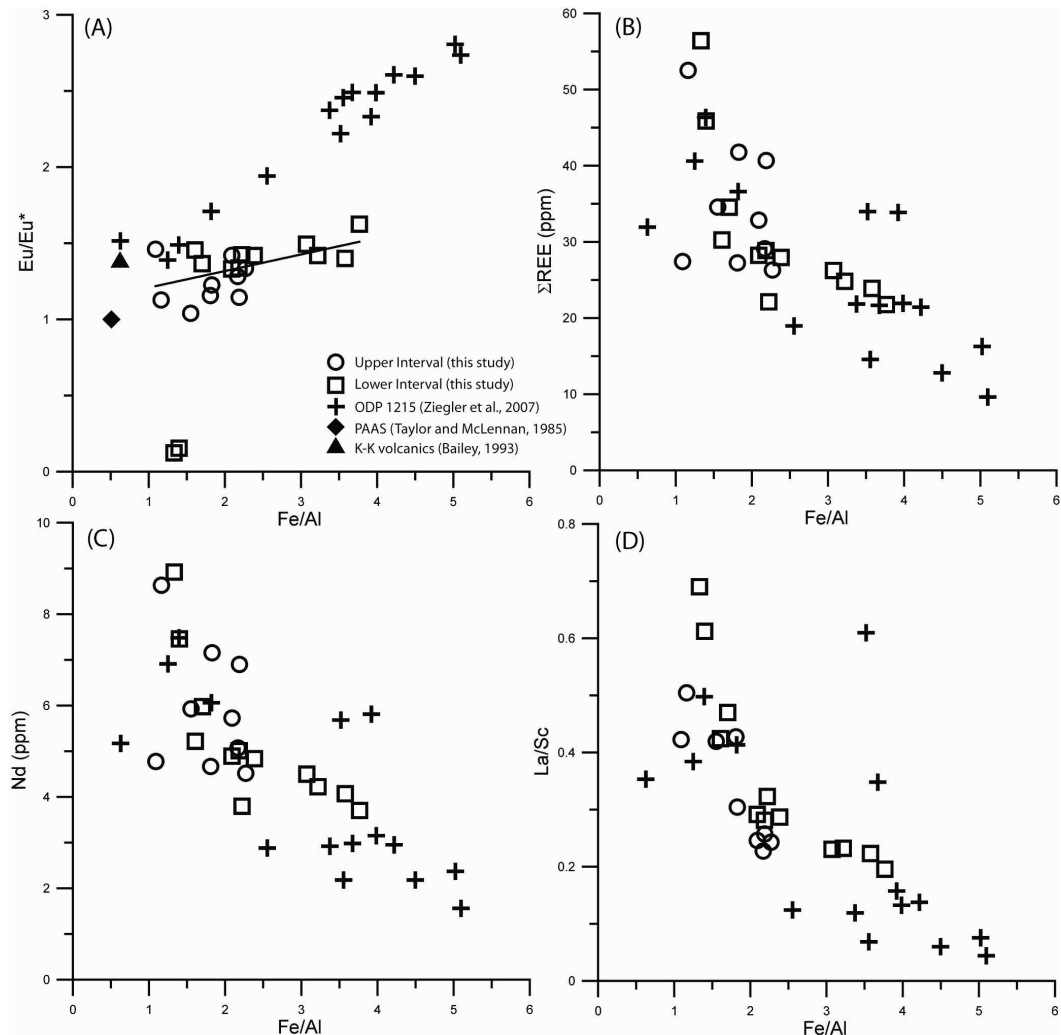 (A)
3
2
1
0
Eu/Eu*
0 1 2 3 4 5 6
Fe/Al
Upper Interval (this study)
Lower Interval (this study)
ODP 1215 (Ziegler et al., 2007)
PAAS (Taylor and McLennan, 1985)
K-K volcanics (Bailey, 1993)
(B)
60
50
40
30
20
10
0
ΣREE (ppm)
0 1 2 3 4 5 6
Fe/Al
(C)
10
8
6
4
2
0
Nd (ppm)
0 1 2 3 4 5 6
Fe/Al
(D)
0.8
0.6
0.4
0.2
0
La/Sc
0 1 2 3 4 5 6
Fe/Al